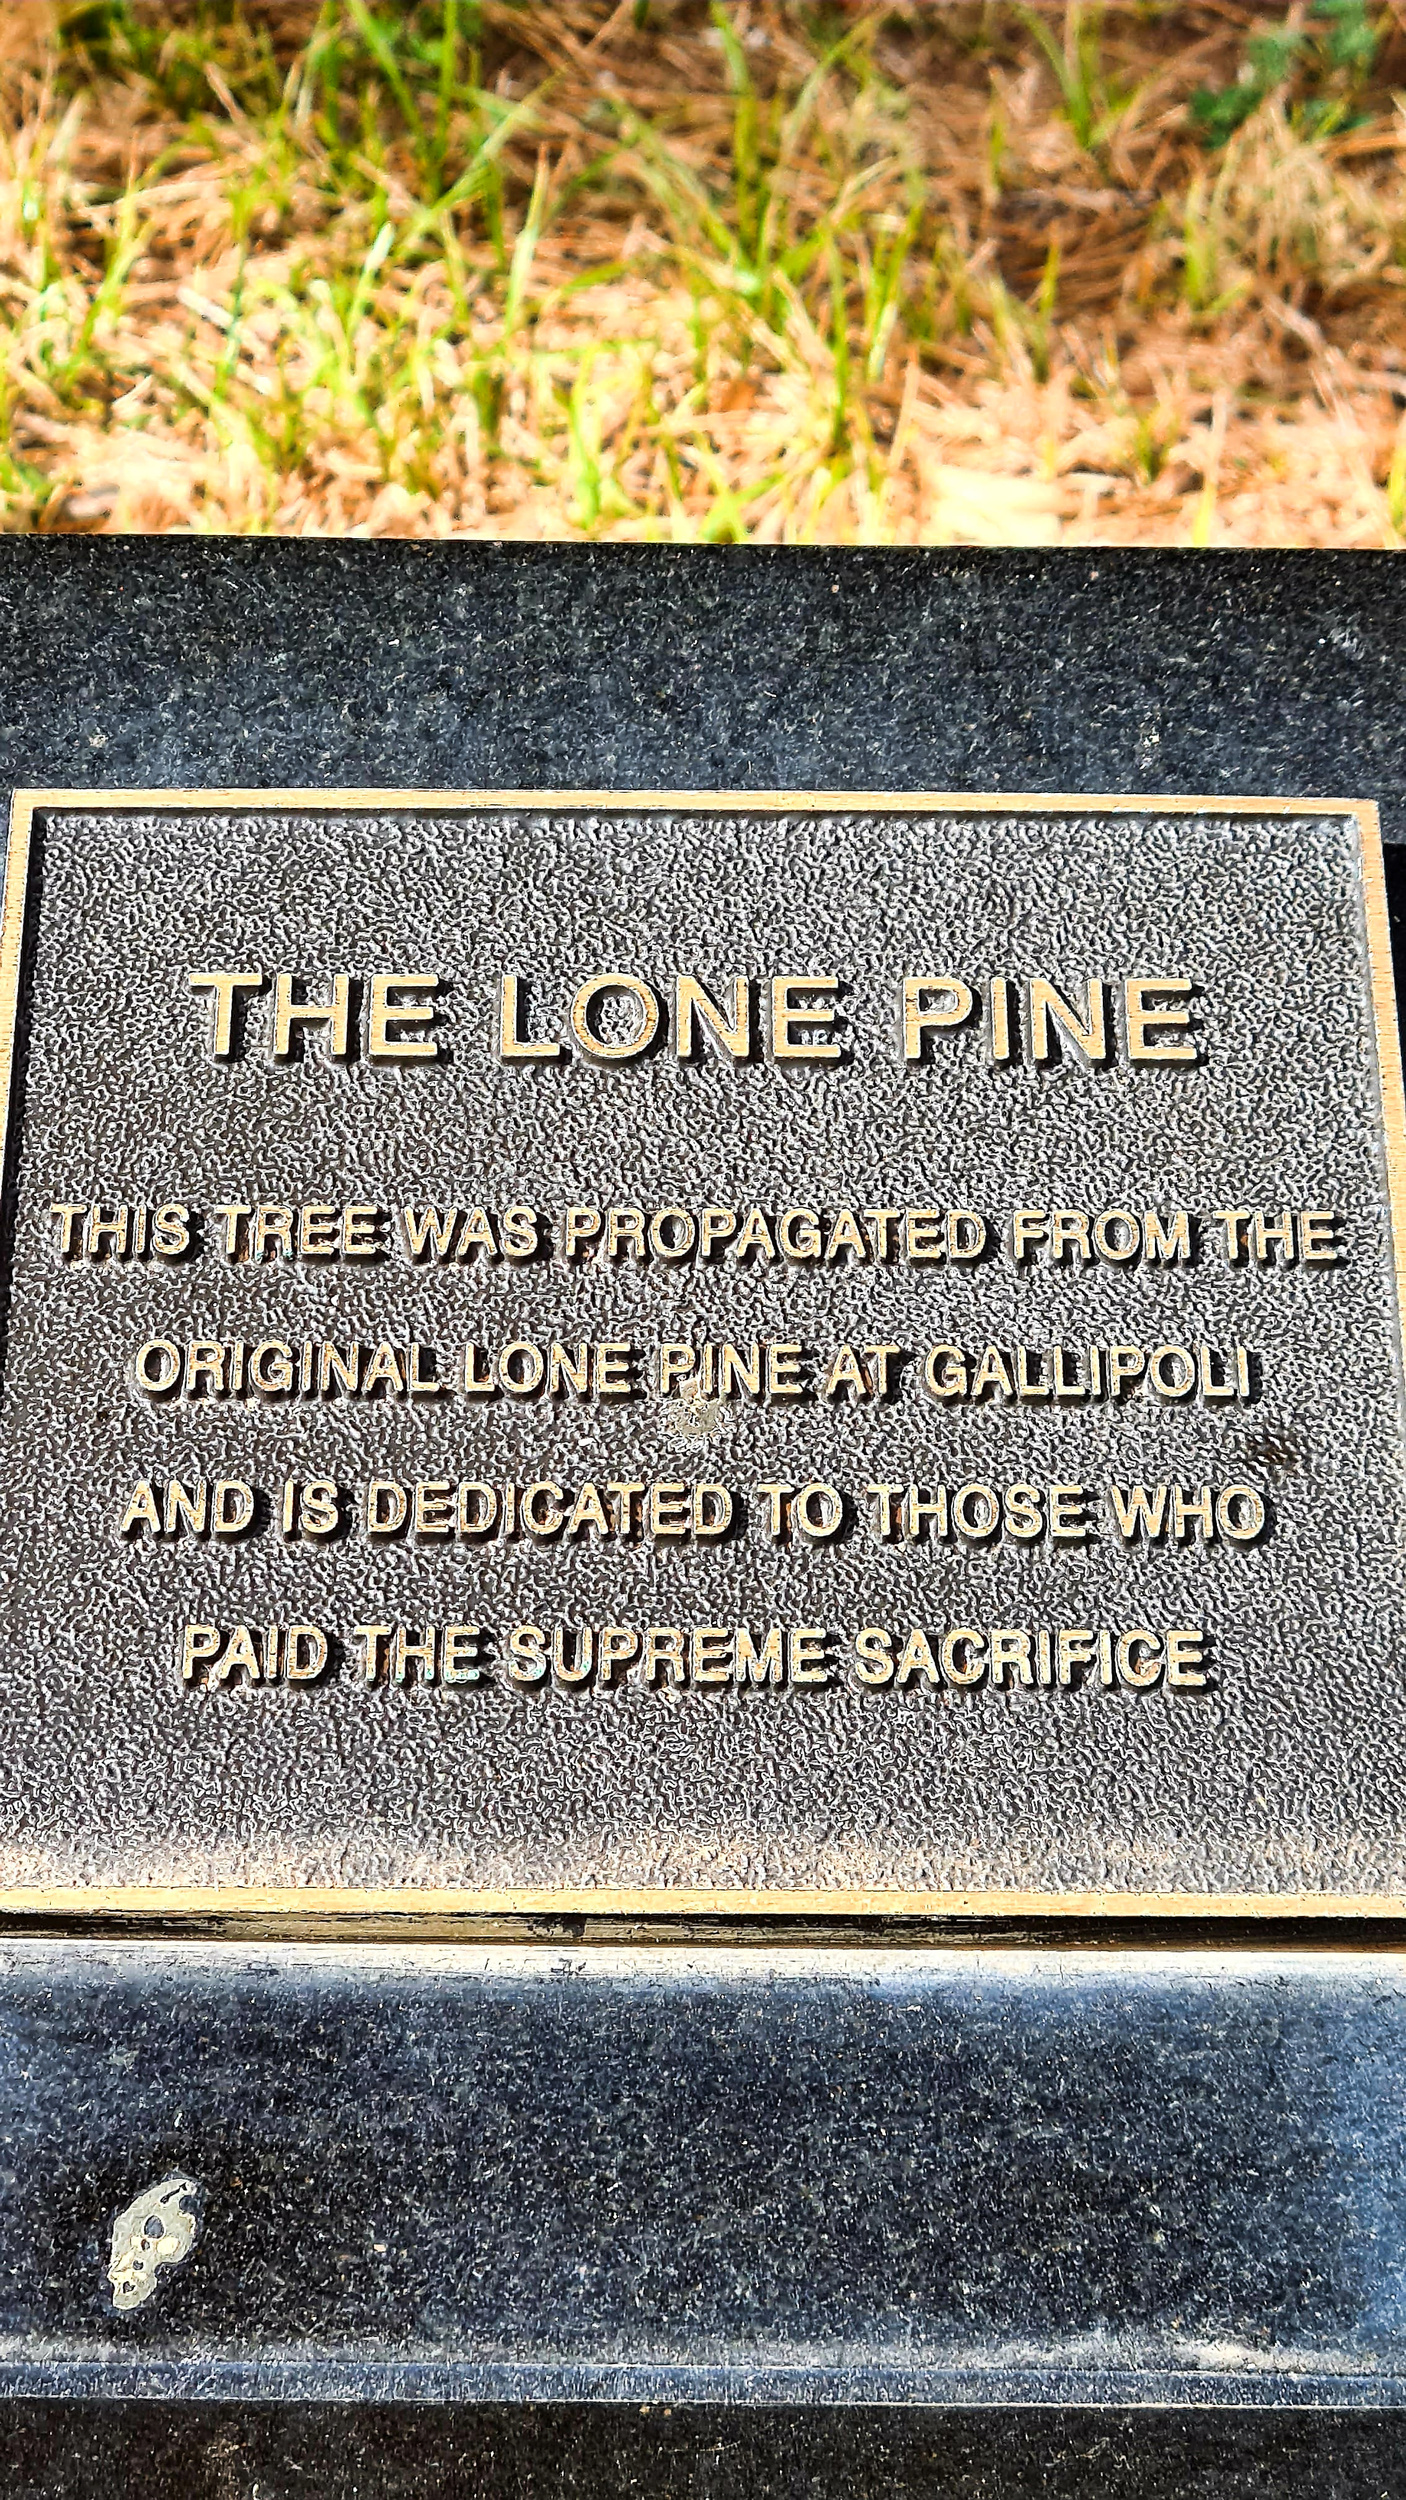 THE LONE PINE
THIS TREE WAS PROPAGATED FROM THE
ORIGINAL LONE PINE AT GALLIPOLI
AND IS DEDICATED TO THOSE WHO
PAID THE SUPREME SACRIFICE